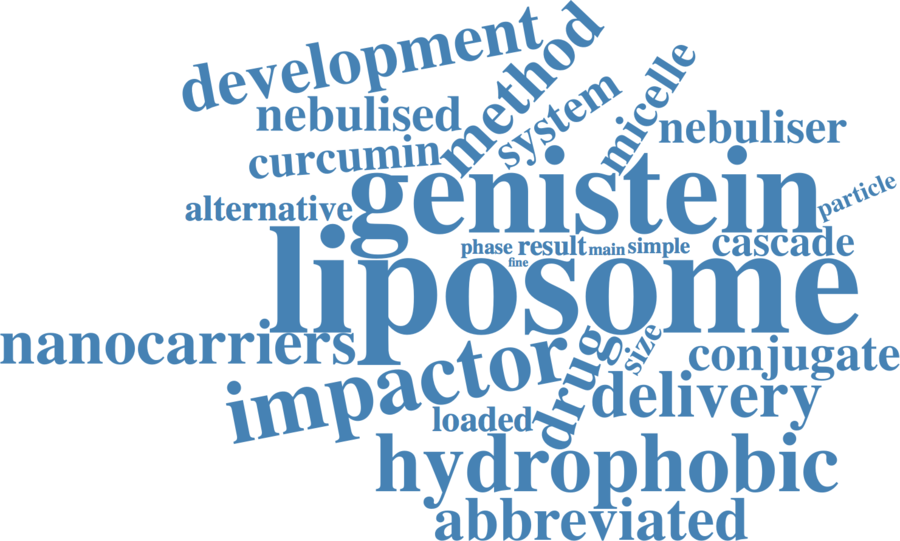 development
method
nebulised
system
micelle
nebuliser
curcumin
genistein
particle
alternative
phase
result
main
simple
cascade
fine
liposome
nanocarriers
impactor
drug
size
conjugate
delivery
loaded
hydrophobic
abbreviated